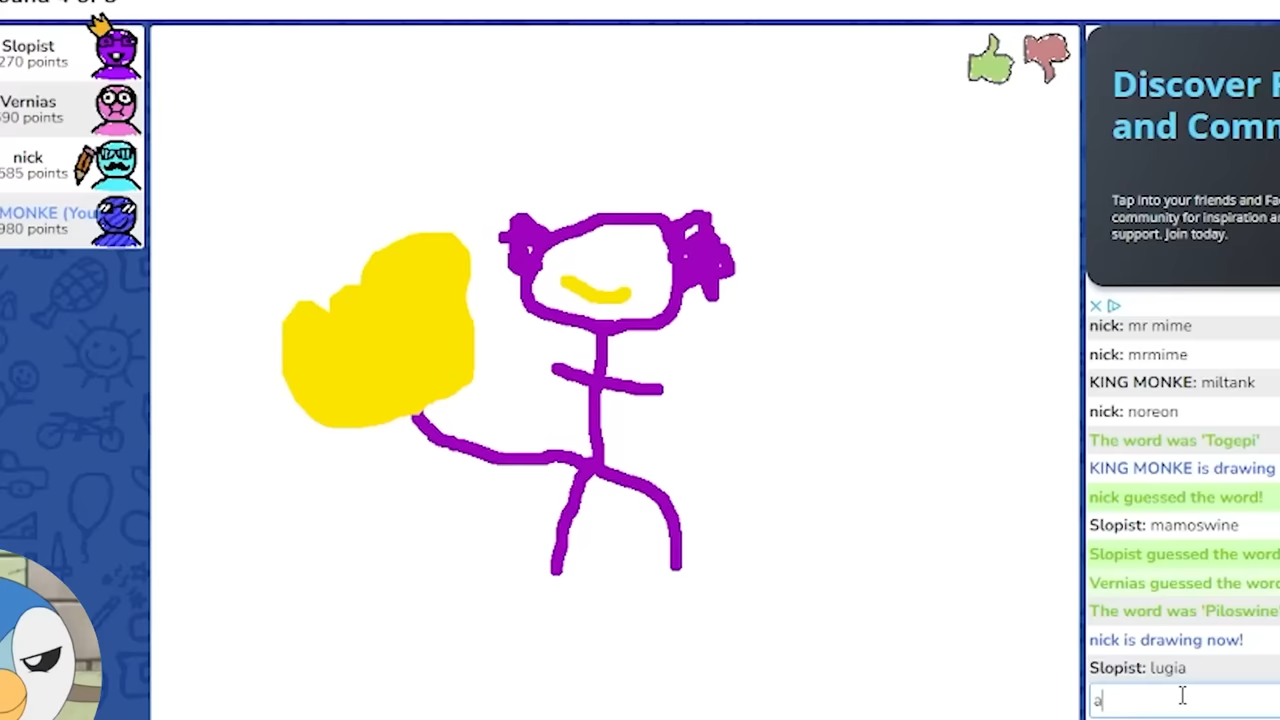 Slopist
270 points
Vernias
590 points
nick
585 points
MONKE (You
980 points
Discover
and Comm
Tap into your friends and Fa
community for inspiration a
support. Join today.
nick: mr mime
nick: mrmime
KING MONKE: miltank
nick: noreon
The word was 'Togepi'
KING MONKE is drawing
nick guessed the word!
Slopist: mamoswine
Slopist guessed the word
Vernias guessed the word
The word was 'Piloswine'
nick is drawing now!
Slopist: lugia
a